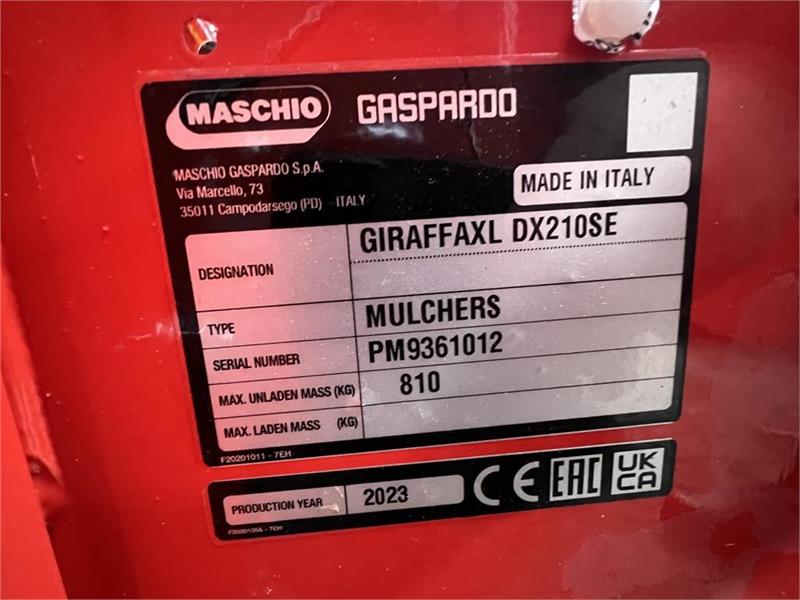 MASCHIO GASPARDO
MASCHIO GASPARDO S.p.A.
Via Marcello, 73
35011 Campodarsego (PD) - ITALY
MADE IN ITALY
DESIGNATION GIRAFFAXL DX210SE
TYPE MULCHERS
SERIAL NUMBER PM9361012
MAX. UNLADEN MASS (KG) 810
MAX. LADEN MASS (KG)
F20201011 - 7EH
PRODUCTION YEAR 2023 CE EAC UK CA